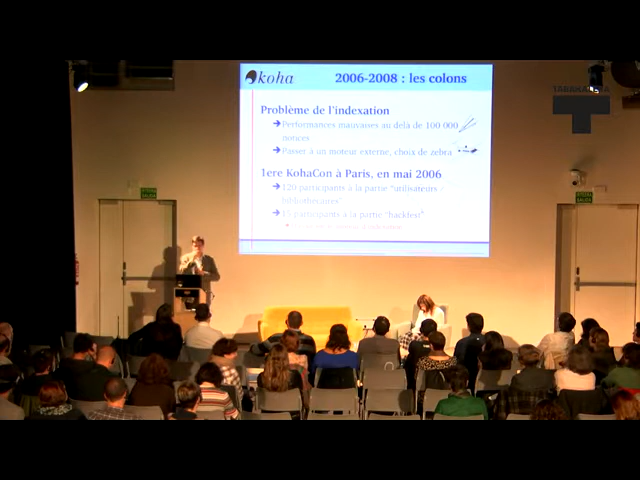 koha
2006-2008 : les colons
Problème de l'indexation
Performances mauvaises au delà de 100 000
notices
Passer à un moteur externe, choix de zebra
1ere KohaCon à Paris, en mai 2006
120 participants à la partie "utilisateurs /
bibliothécaires"
15 participants à la partie "hackfest"
TABAKALERA
SALIDA